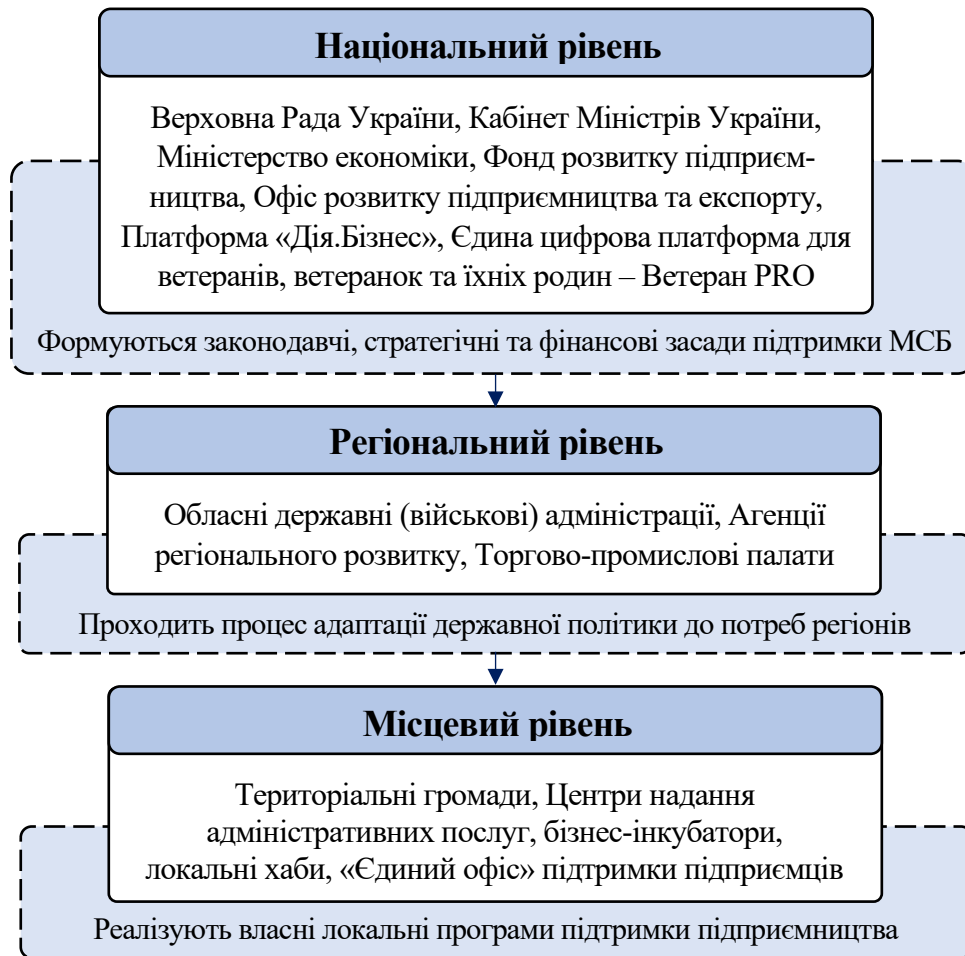 Національний рівень
Верховна Рада України, Кабінет Міністрів України,
Міністерство економіки, Фонд розвитку підприєм-
ництва, Офіс розвитку підприємництва та експорту,
Платформа «Дія.Бізнес», Єдина цифрова платформа для
ветеранів, ветеранок та їхніх родин – Ветеран PRO
Формуються законодавчі, стратегічні та фінансові засади підтримки МСБ
Регіональний рівень
Обласні державні (військові) адміністрації, Агенції
регіонального розвитку, Торгово-промислові палати
Проходить процес адаптації державної політики до потреб регіонів
Місцевий рівень
Територіальні громади, Центри надання
адміністративних послуг, бізнес-інкубатори,
локальні хаби, «Єдиний офіс» підтримки підприємців
Реалізують власні локальні програми підтримки підприємництва